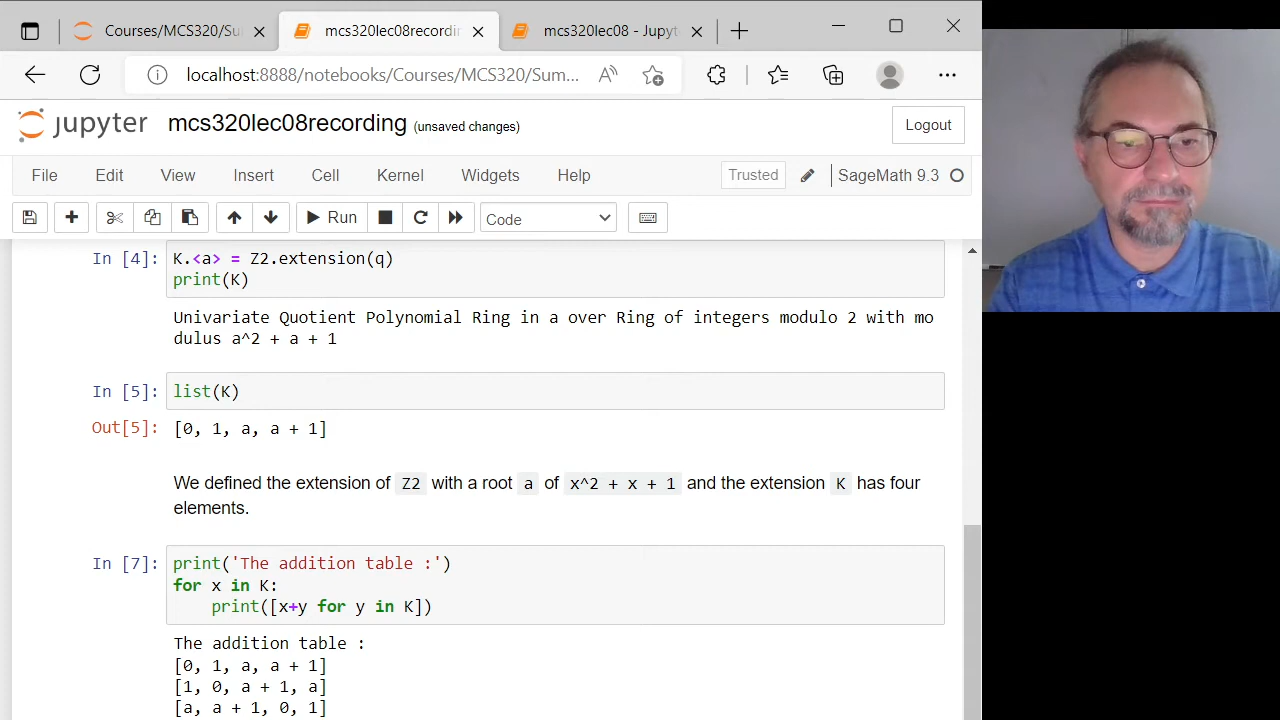 Courses/MCS320/Su
mcs320lec08recordi
mcs320lec08 - Jupyt
localhost:8888/notebooks/Courses/MCS320/Sum...
jupyter mcs320lec08recording (unsaved changes)
Logout
File Edit View Insert Cell Kernel Widgets Help Trusted SageMath 9.3
Run Code
In [4]: K.<a> = Z2.extension(q)
print(K)
Univariate Quotient Polynomial Ring in a over Ring of integers modulo 2 with mo
dulus a^2 + a + 1
In [5]: list(K)
Out[5]: [0, 1, a, a + 1]
We defined the extension of Z2 with a root a of x^2 + x + 1 and the extension K has four
elements.
In [7]: print('The addition table :')
for x in K:
print([x+y for y in K])
The addition table :
[0, 1, a, a + 1]
[1, 0, a + 1, a]
[a, a + 1, 0, 1]